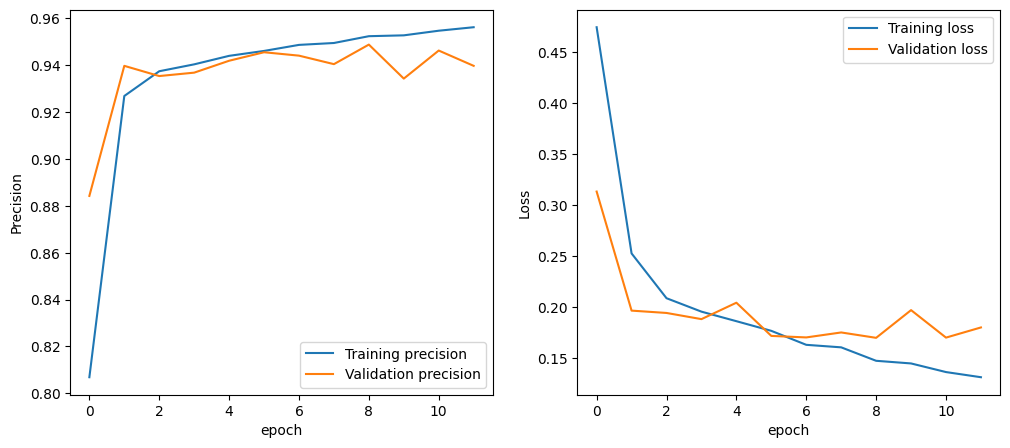 0.96
0.94
0.92
0.90
0.88
0.86
0.84
0.82
0.80
Precision
0 2 4 6 8 10
epoch
Training precision
Validation precision
0.45
0.40
0.35
0.30
0.25
0.20
0.15
Loss
0 2 4 6 8 10
epoch
Training loss
Validation loss